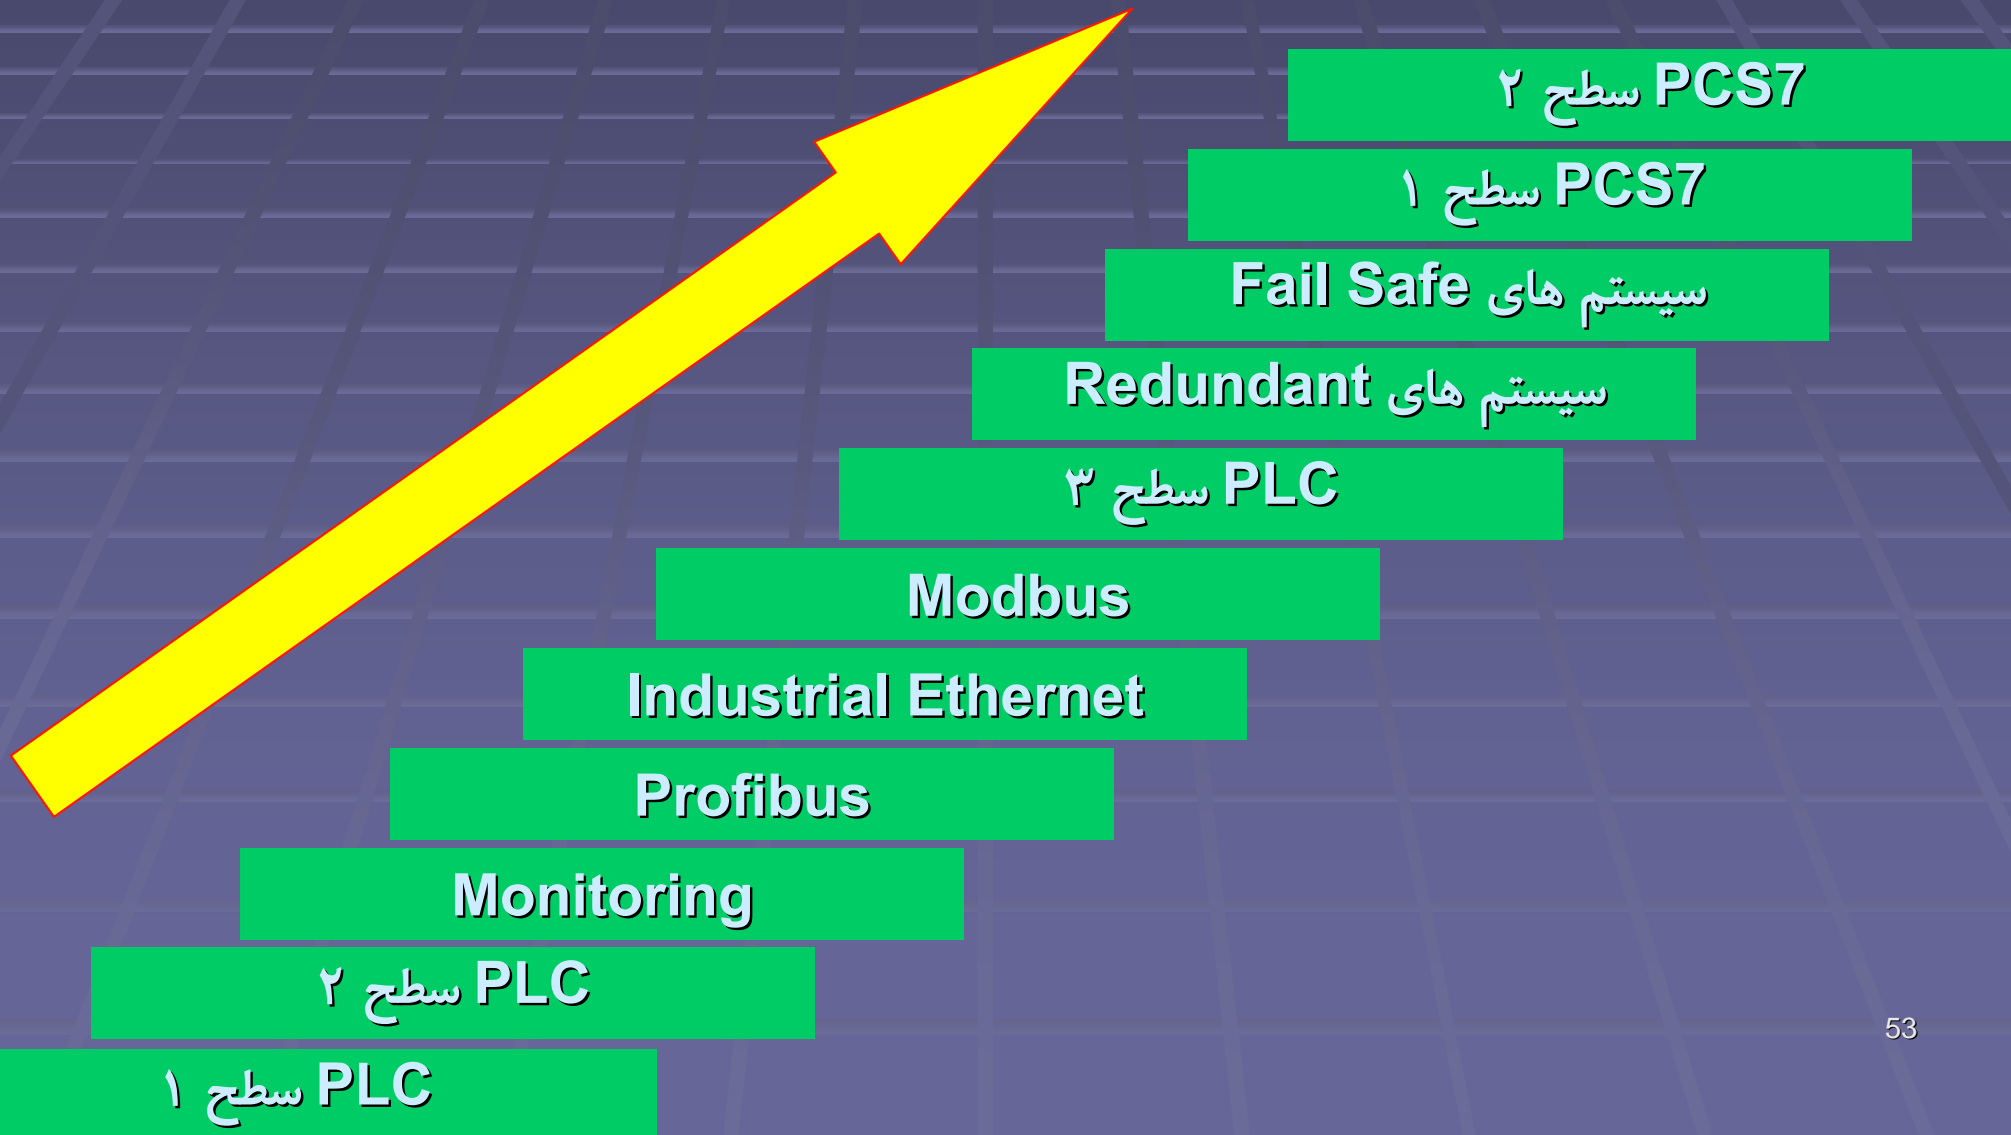 PCS7 سطح ۲
PCS7 سطح ۱
سیستم های Fail Safe
سیستم های Redundant
PLC سطح ۳
Modbus
Industrial Ethernet
Profibus
Monitoring
PLC سطح ۲
PLC سطح ۱
53